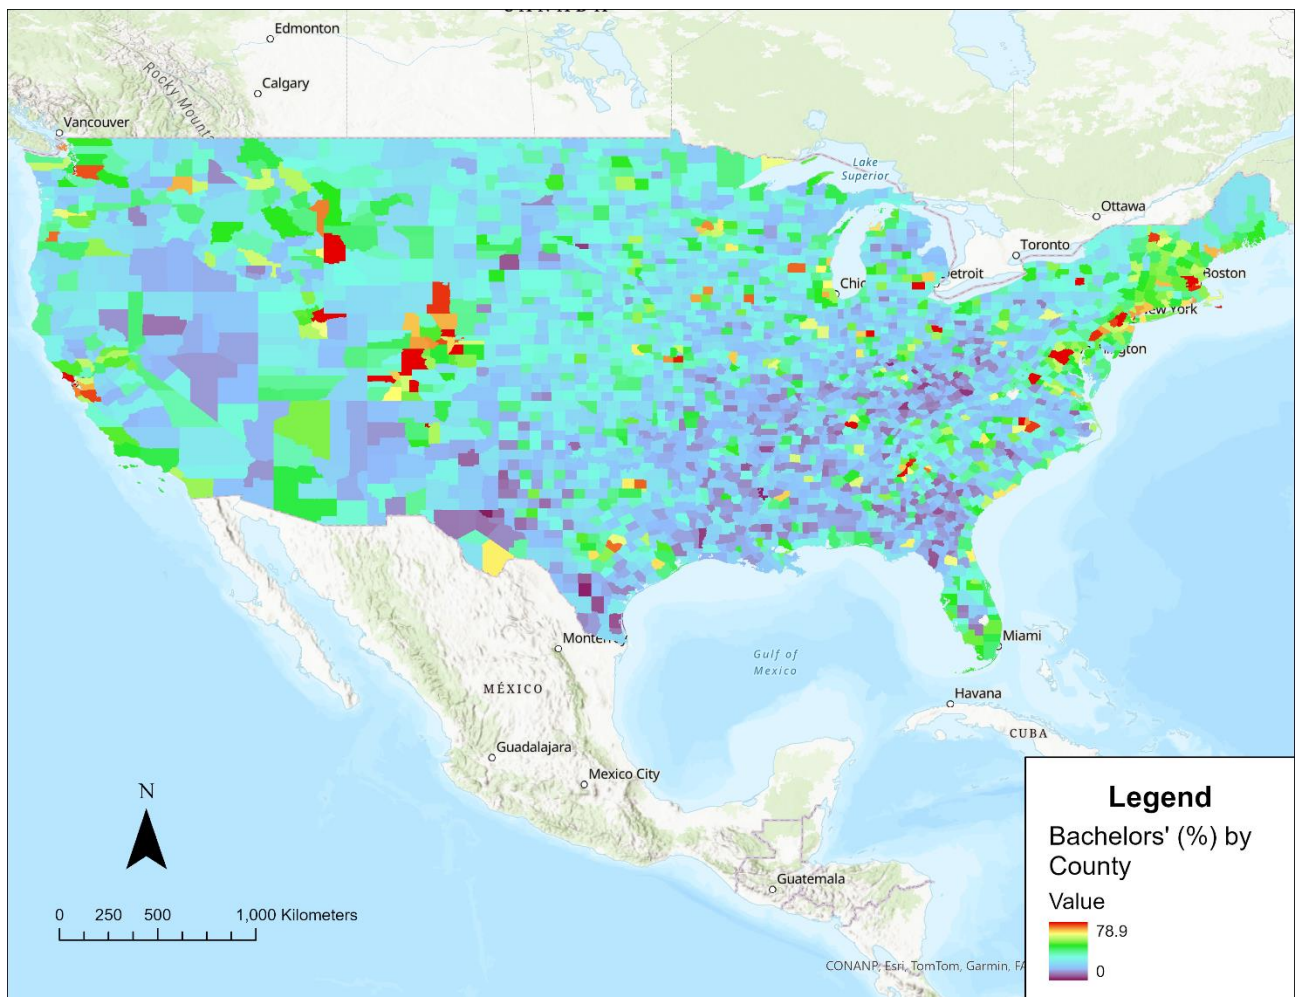 CANADA
Edmonton
Calgary
Rocky Mounta
Vancouver
Lake
Superior
Ottawa
Toronto
Detroit
Chic
Boston
New York
Monterrey
Miami
Gulf of
Mexico
MÉXICO
Havana
CUBA
Guadalajara
Mexico City
Guatemala
N
0 250 500 1,000 Kilometers
CONANP, Esri, TomTom, Garmin, FA
Legend
Bachelors' (%) by
County
Value
78.9
0